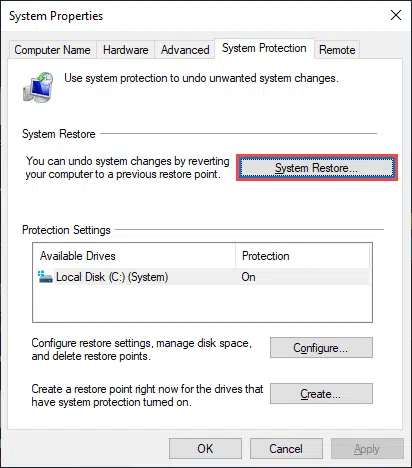 System Properties
Computer Name Hardware Advanced System Protection Remote
Use system protection to undo unwanted system changes.
System Restore
You can undo system changes by reverting
your computer to a previous restore point.
System Restore...
Protection Settings
Available Drives Protection
Local Disk (C:) (System) On
Configure restore settings, manage disk space,
and delete restore points.
Configure...
Create a restore point right now for the drives that
have system protection turned on.
Create...
OK Cancel Apply